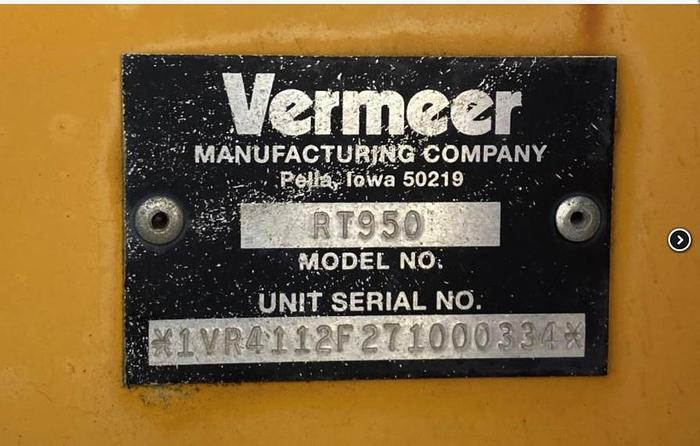 Vermeer
MANUFACTURING COMPANY
Pella, Iowa 50219
RT950
MODEL NO.
UNIT SERIAL NO.
*1VR4112F271000334*